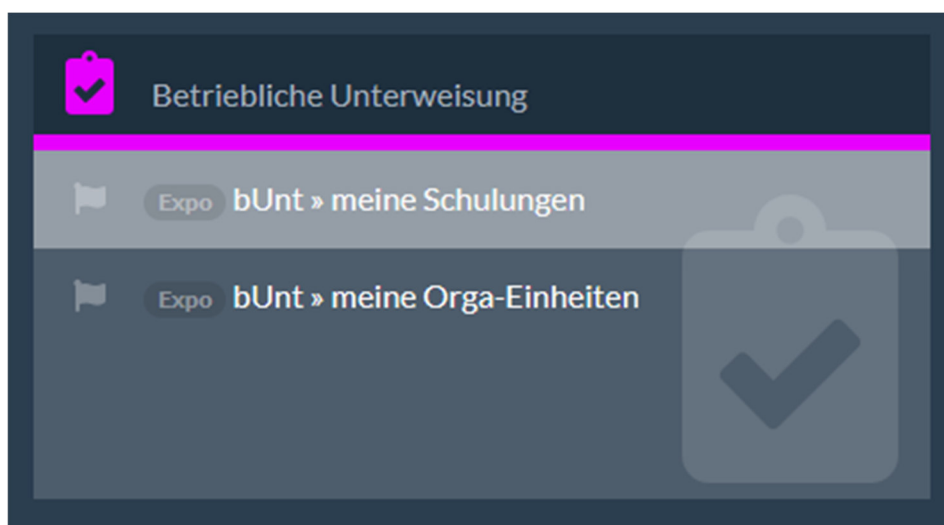 Betriebliche Unterweisung
Expo bUnt » meine Schulungen
Expo bUnt » meine Orga-Einheiten